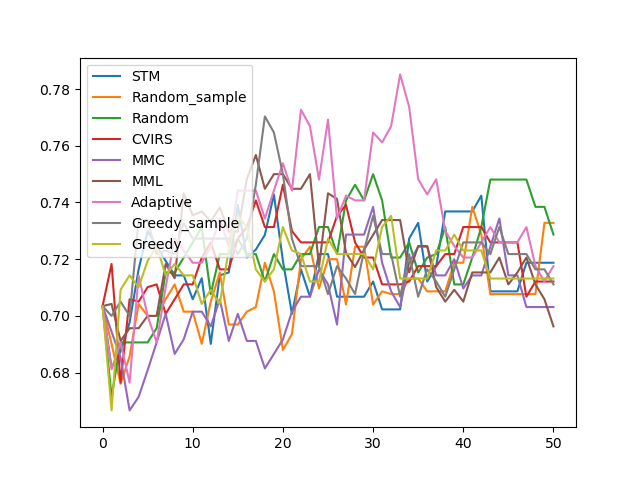 0.78
0.76
0.74
0.72
0.70
0.68
STM
Random_sample
Random
CVIRS
MMC
MML
Adaptive
Greedy_sample
Greedy
0
10
20
30
40
50